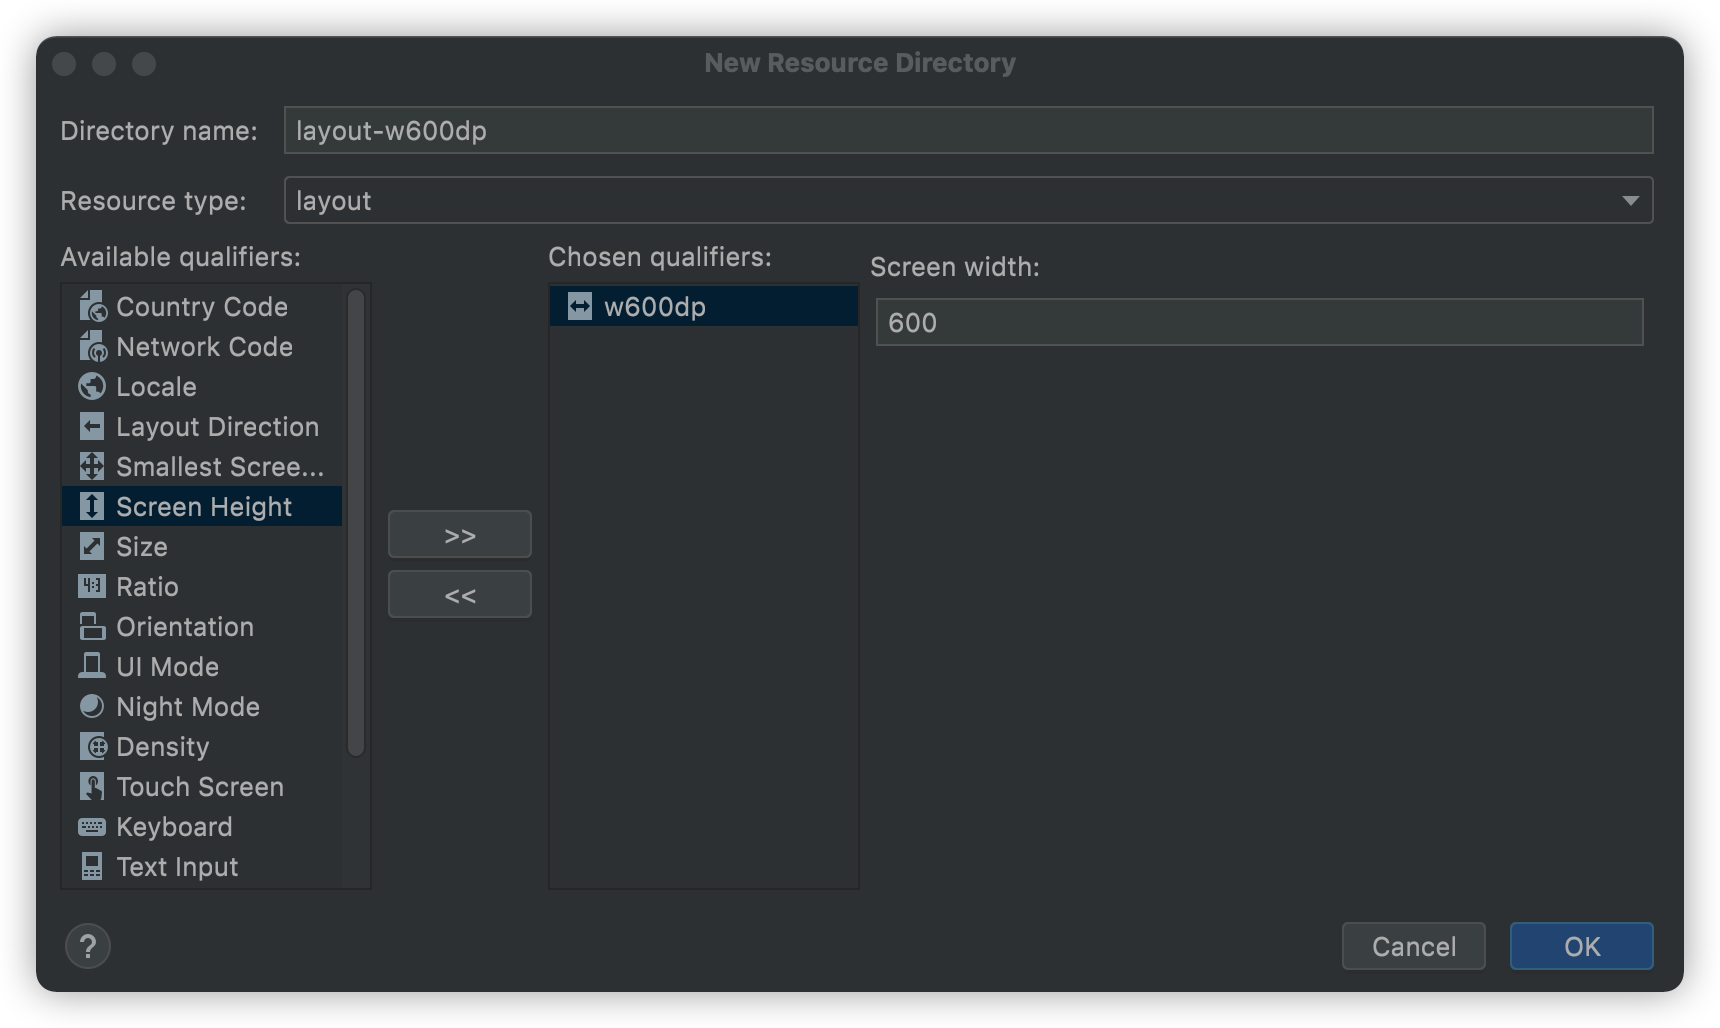 New Resource Directory
Directory name: layout-w600dp
Resource type: layout
Available qualifiers:
Country Code
Network Code
Locale
Layout Direction
Smallest Scree...
Screen Height
Size
4:3 Ratio
Orientation
UI Mode
Night Mode
Density
Touch Screen
Keyboard
Text Input
>>
<<
Chosen qualifiers:
w600dp
Screen width:
600
?
Cancel
OK